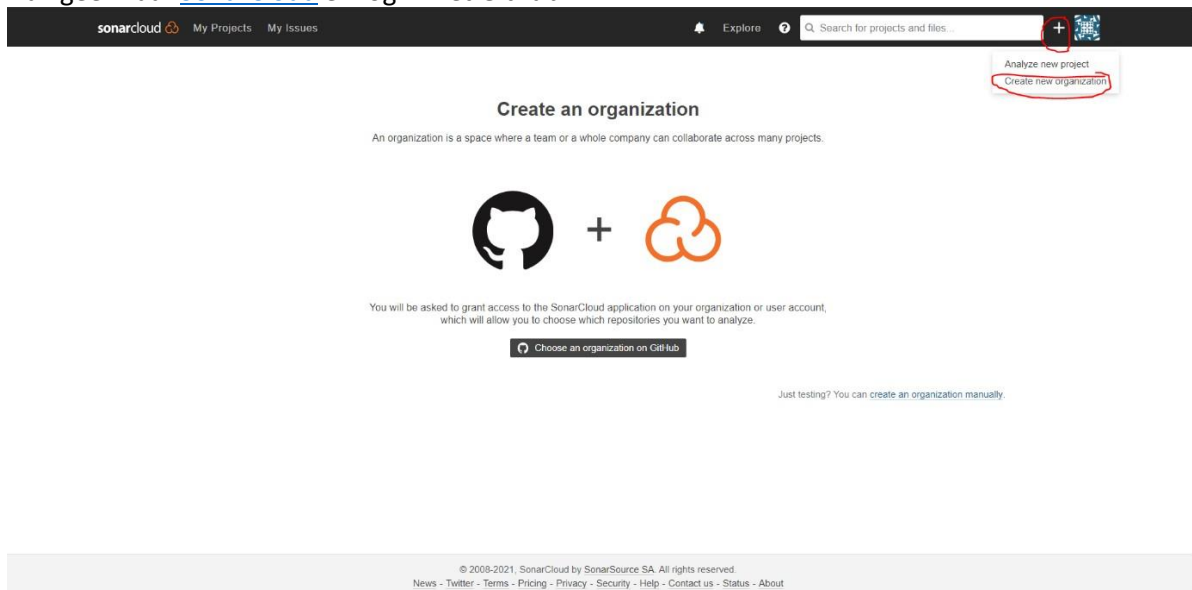 sonarcloud My Projects My Issues Explore Search for projects and files... +
Analyze new project
Create new organization
Create an organization
An organization is a space where a team or a whole company can collaborate across many projects.
+
You will be asked to grant access to the SonarCloud application on your organization or user account,
which will allow you to choose which repositories you want to analyze.
Choose an organization on GitHub
Just testing? You can create an organization manually.
© 2008-2021, SonarCloud by SonarSource SA. All rights reserved.
News - Twitter - Terms - Pricing - Privacy - Security - Help - Contact us - Status - About